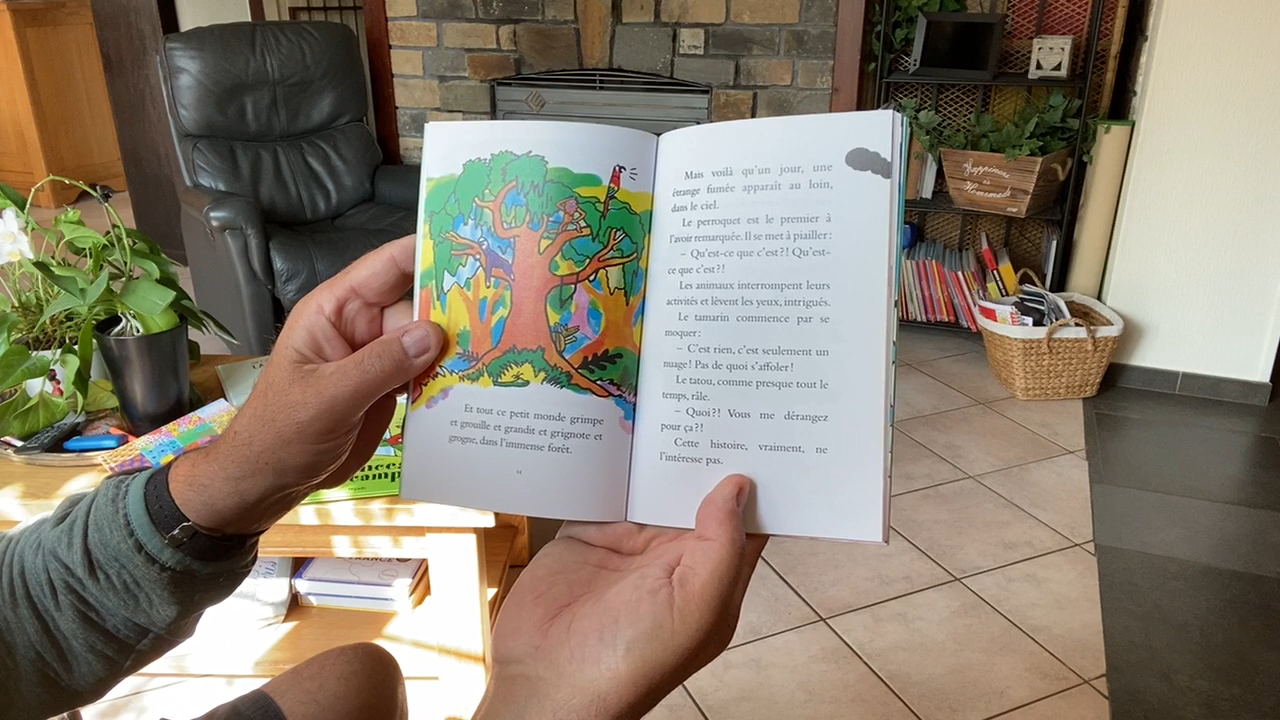 Et tout ce petit monde grimpe
et grouille et grandit et grignote et
grogne, dans l'immense forêt.
Mais voilà qu'un jour, une
étrange fumée apparaît au loin,
dans le ciel.
Le perroquet est le premier à
l'avoir remarquée. Il se met à piailler :
– Qu'est-ce que c'est ?! Qu'est-
ce que c'est ?!
Les animaux interrompent leurs
activités et lèvent les yeux, intrigués.
Le tamarin commence par se
moquer :
– C'est rien, c'est seulement un
nuage ! Pas de quoi s'affoler !
Le tatou, comme presque tout le
temps, râle.
– Quoi ?! Vous me dérangez
pour ça ?!
Cette histoire, vraiment, ne
l'intéresse pas.
Happiness
is
Homemade